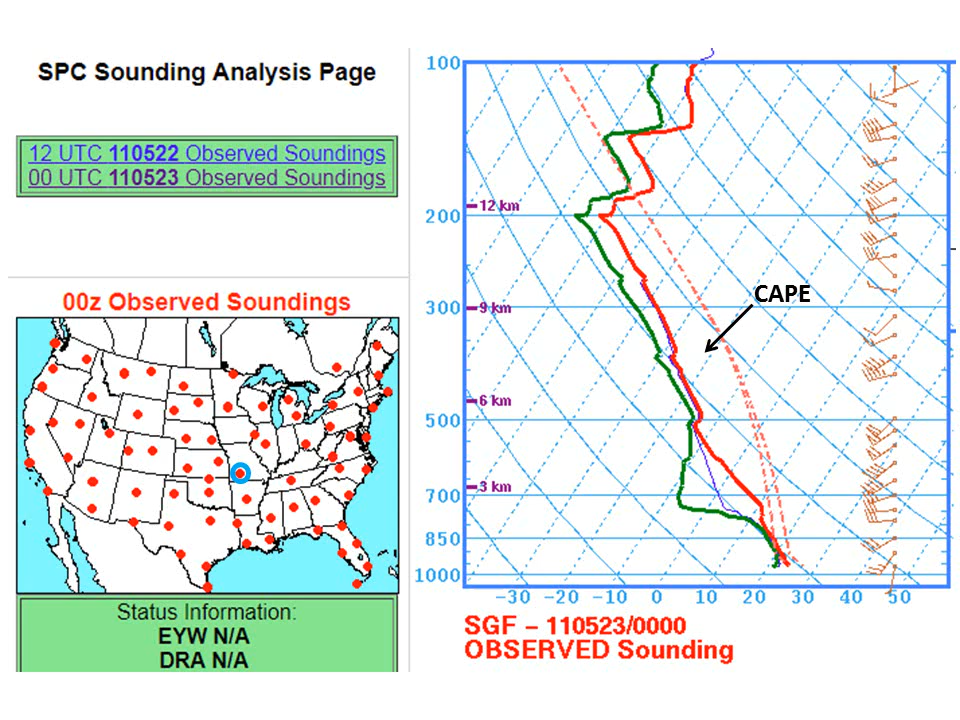 SPC Sounding Analysis Page
12 UTC 110522 Observed Soundings
00 UTC 110523 Observed Soundings
00z Observed Soundings
Status Information:
EYW N/A
DRA N/A
100
200
300
500
700
850
1000
12 km
9 km
6 km
3 km
CAPE
-30 -20 -10 0 10 20 30 40 50
SGF – 110523/0000
OBSERVED Sounding